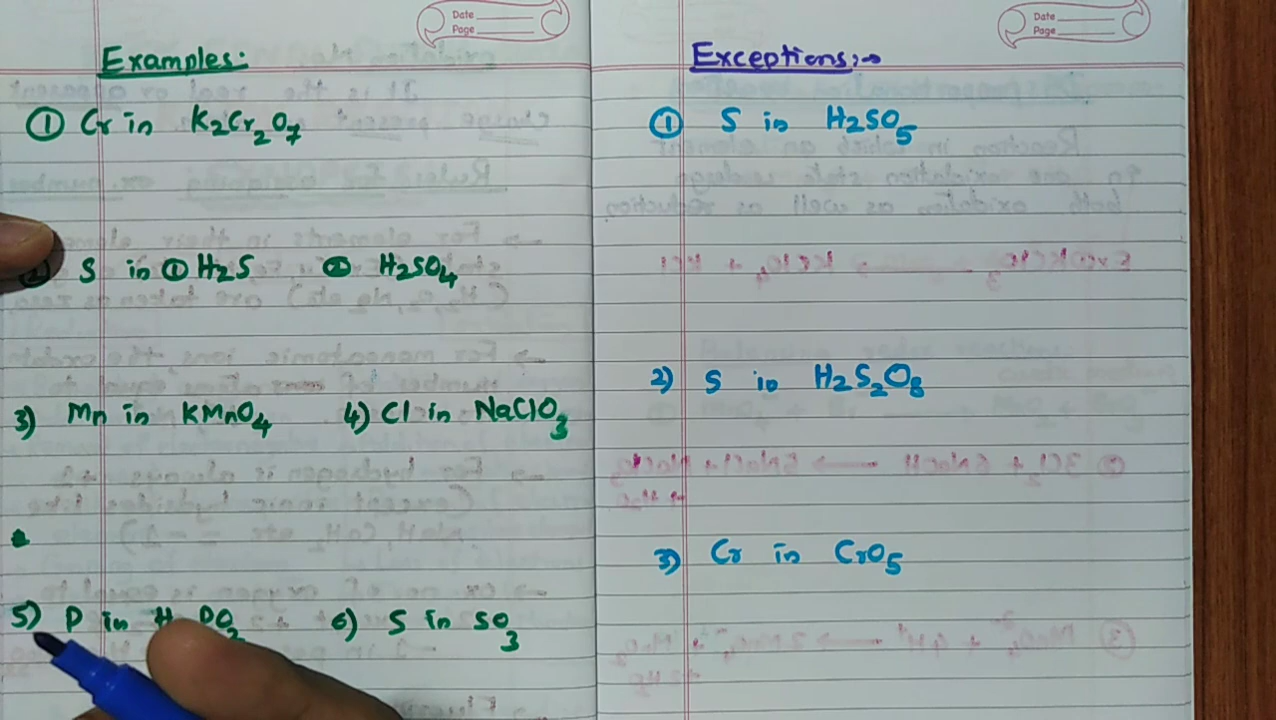 Date
Page
Examples:
① Cr in K2Cr2O7
S in ① H2S ② H2SO4
3) Mn in KMnO4 4) Cl in NaClO3
5) P in 6) S in SO3
Date
Page
Exceptions:→
① S in H2SO5
2) S in H2S2O8
3) Cr in CrO5